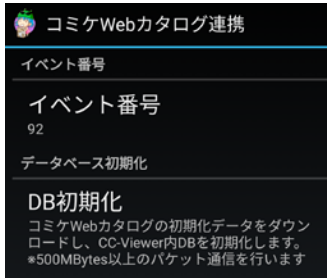 コミケWebカタログ連携
イベント番号
イベント番号
92
データベース初期化
DB初期化
コミケWebカタログの初期化データをダウン
ロードし、CC-Viewer内DBを初期化します。
※500MBytes以上のパケット通信を行います